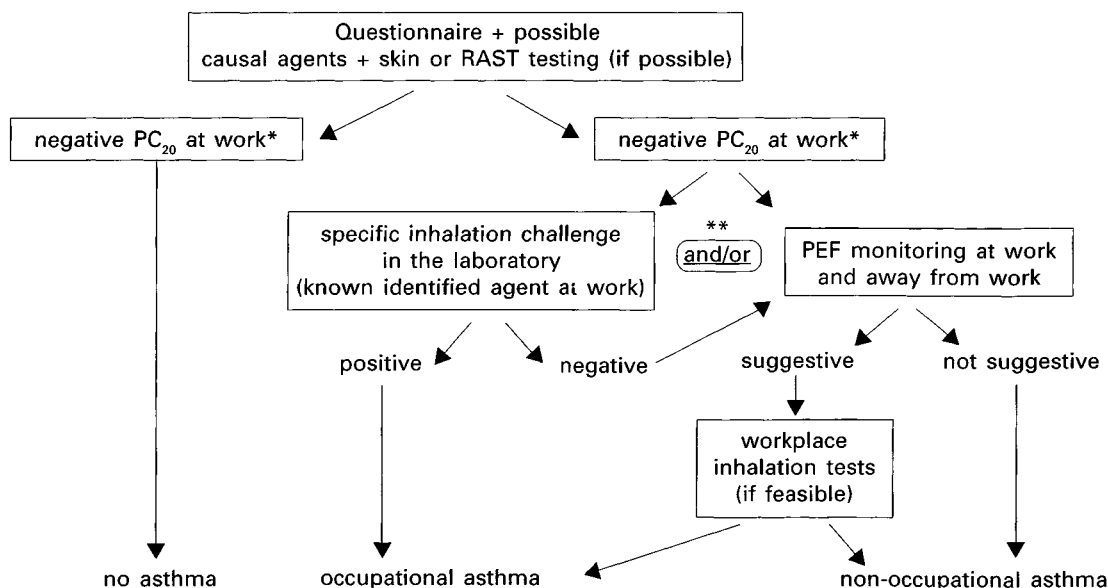 Questionnaire + possible
causal agents + skin or RAST testing (if possible)
negative PC20 at work*
negative PC20 at work*
specific inhalation challenge
in the laboratory
(known identified agent at work)
**
and/or
PEF monitoring at work
and away from work
positive
negative
suggestive
not suggestive
workplace
inhalation tests
(if feasible)
no asthma
occupational asthma
non-occupational asthma